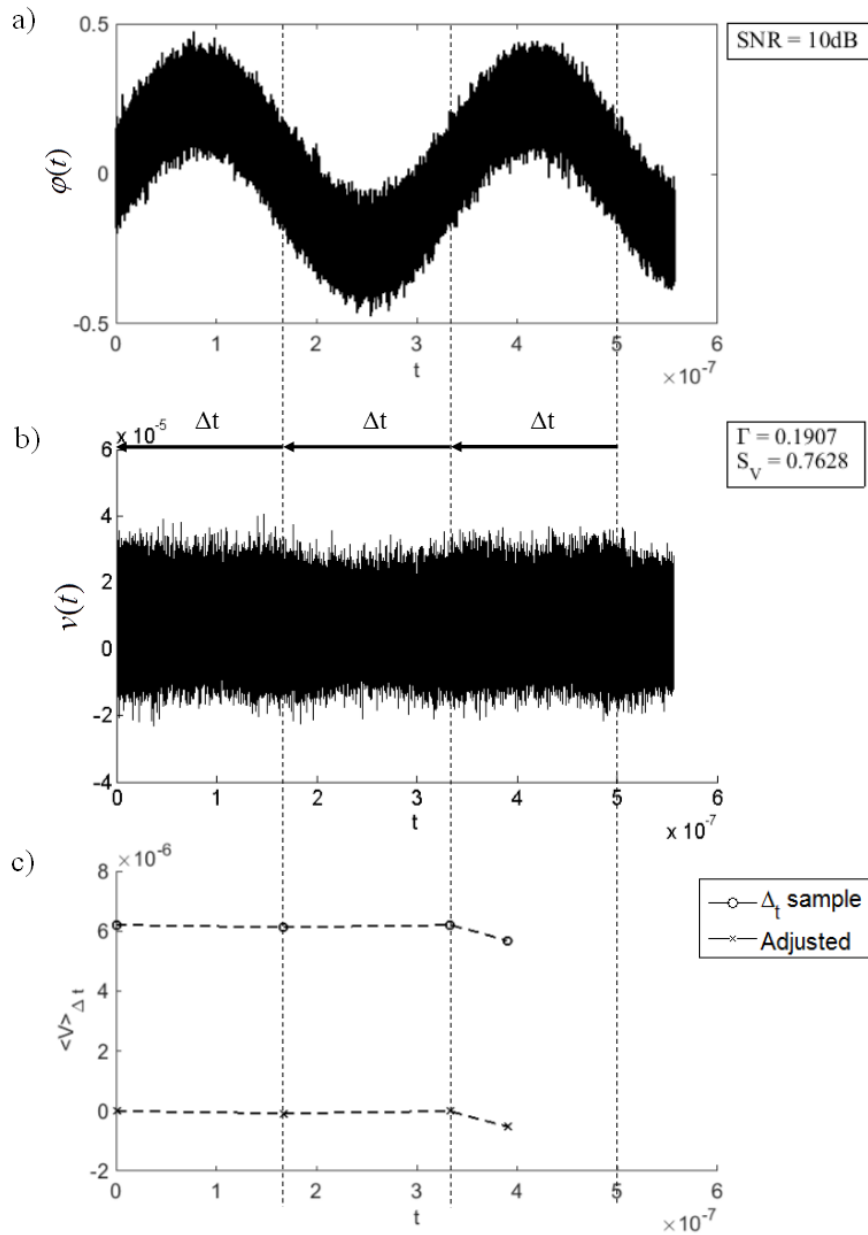 a)
0.5
0
-0.5
φ(t)
0 1 2 3 4 5 6
t
×10⁻⁷
SNR = 10dB
b)
x 10⁻⁵
Δt Δt Δt
6
4
2
0
-2
-4
v(t)
0 1 2 3 4 5 6
t
x 10⁻⁷
Γ = 0.1907
S_V = 0.7628
c)
×10⁻⁶
8
6
4
2
0
-2
<V>_Δ t
0 1 2 3 4 5 6
t
×10⁻⁷
Δ_t sample
Adjusted